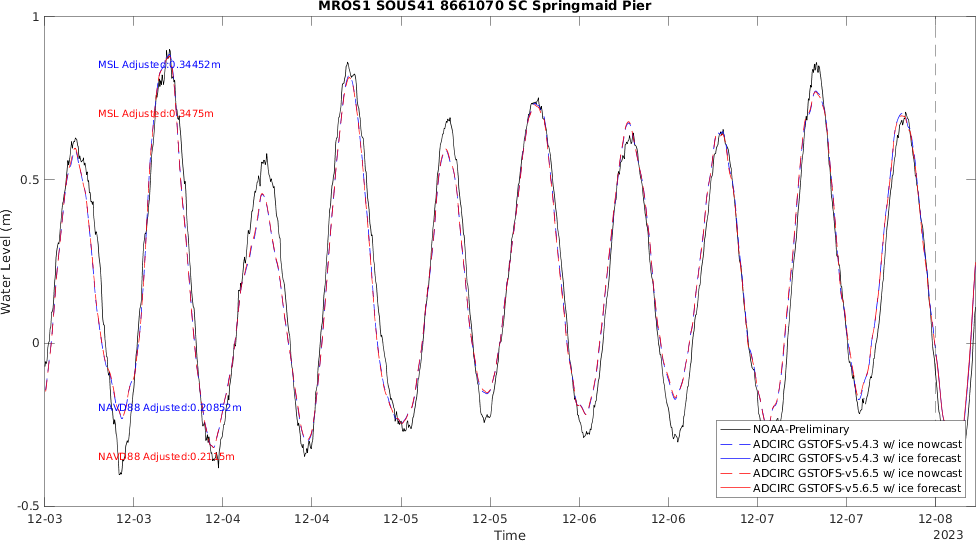 MROS1 SOUS41 8661070 SC Springmaid Pier
1
0.5
0
-0.5
Water Level (m)
MSL Adjusted:0.34452m
MSL Adjusted:0.3475m
NAVD88 Adjusted:0.20852m
NAVD88 Adjusted:0.2115m
NOAA-Preliminary
ADCIRC GSTOFS-v5.4.3 w/ ice nowcast
ADCIRC GSTOFS-v5.4.3 w/ ice forecast
ADCIRC GSTOFS-v5.6.5 w/ ice nowcast
ADCIRC GSTOFS-v5.6.5 w/ ice forecast
12-03 12-03 12-04 12-04 12-05 12-05 12-06 12-06 12-07 12-07 12-08
2023
Time